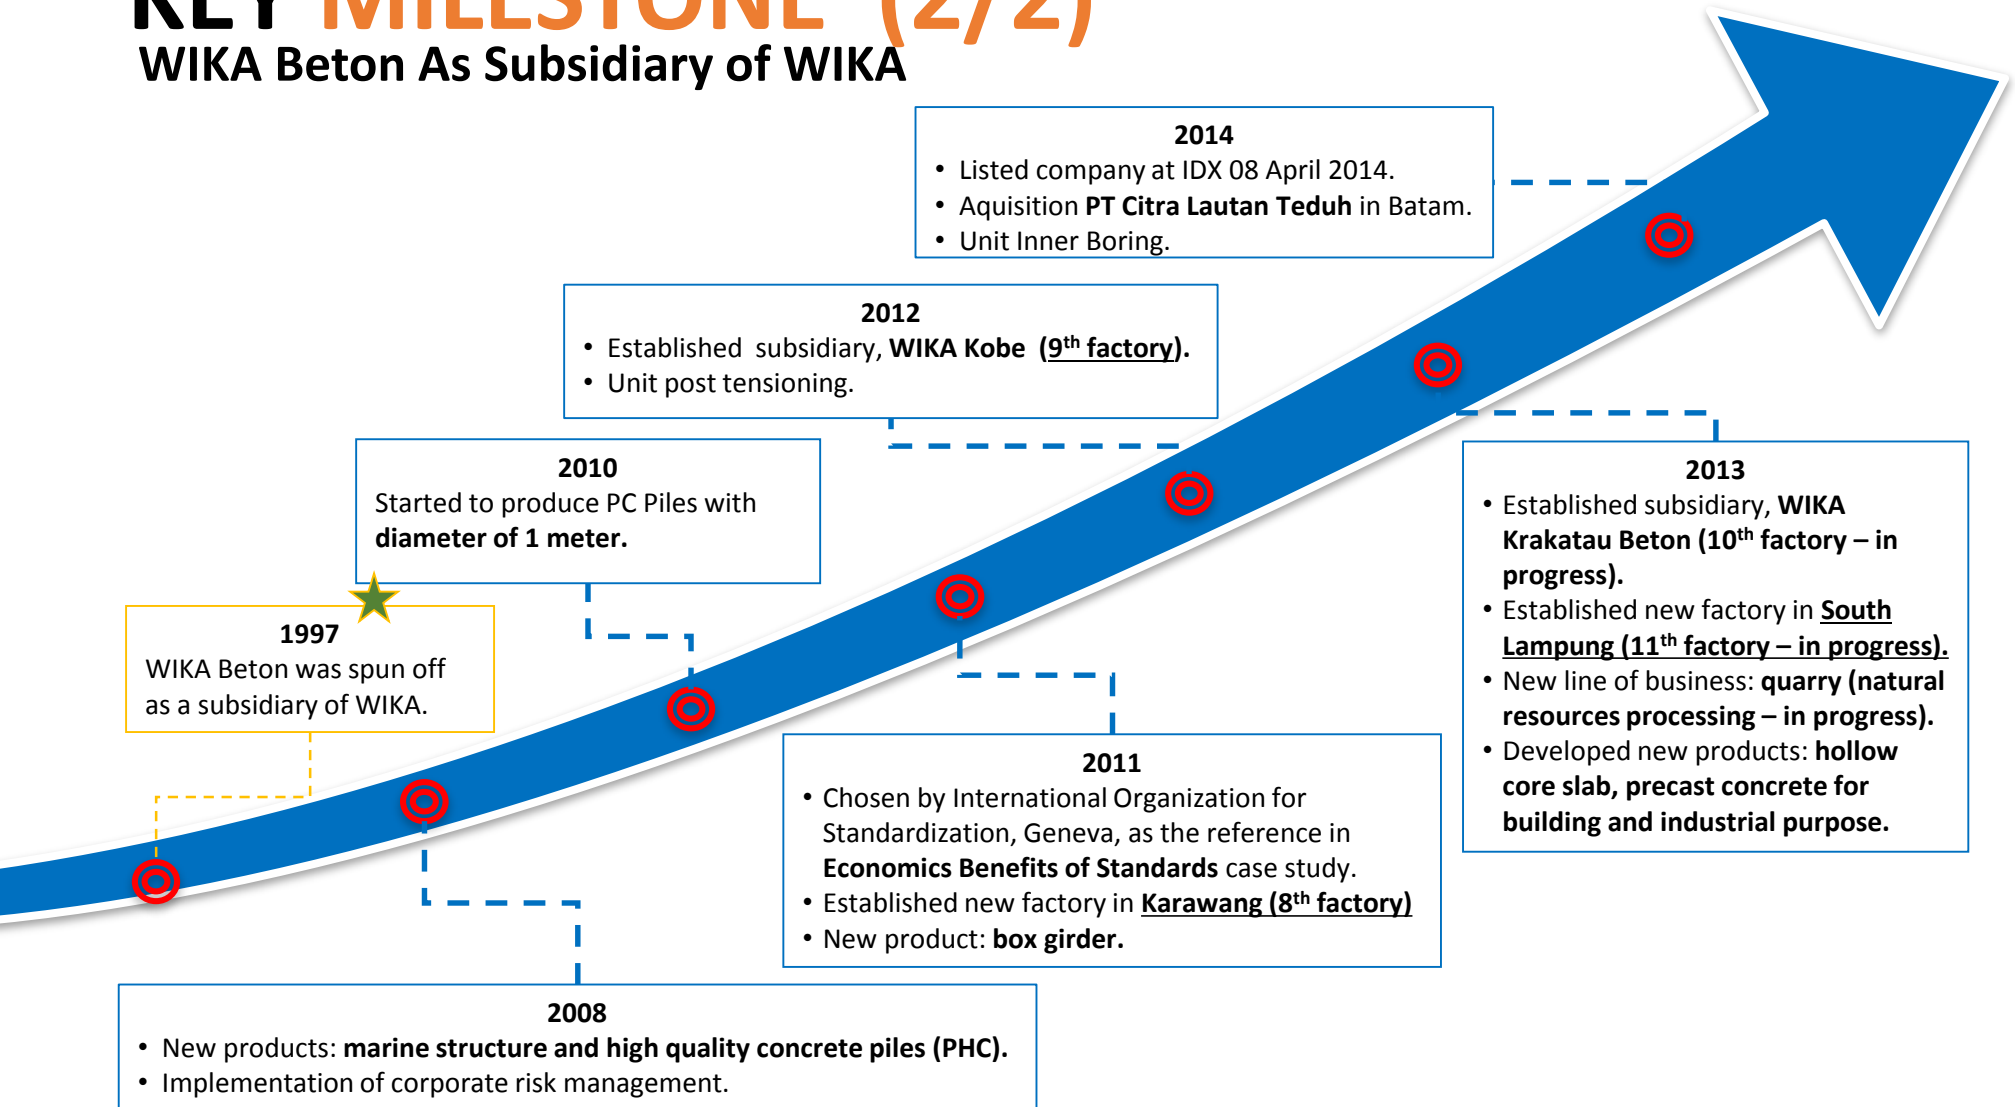 KEY MILESTONE (2/2)
WIKA Beton As Subsidiary of WIKA
2014
• Listed company at IDX 08 April 2014.
• Aquisition PT Citra Lautan Teduh in Batam.
• Unit Inner Boring.
2012
• Established subsidiary, WIKA Kobe (9th factory).
• Unit post tensioning.
2010
Started to produce PC Piles with
diameter of 1 meter.
2013
• Established subsidiary, WIKA
Krakatau Beton (10th factory – in
progress).
• Established new factory in South
Lampung (11th factory – in progress).
• New line of business: quarry (natural
resources processing – in progress).
• Developed new products: hollow
core slab, precast concrete for
building and industrial purpose.
1997
WIKA Beton was spun off
as a subsidiary of WIKA.
2011
• Chosen by International Organization for
Standardization, Geneva, as the reference in
Economics Benefits of Standards case study.
• Established new factory in Karawang (8th factory)
• New product: box girder.
2008
• New products: marine structure and high quality concrete piles (PHC).
• Implementation of corporate risk management.